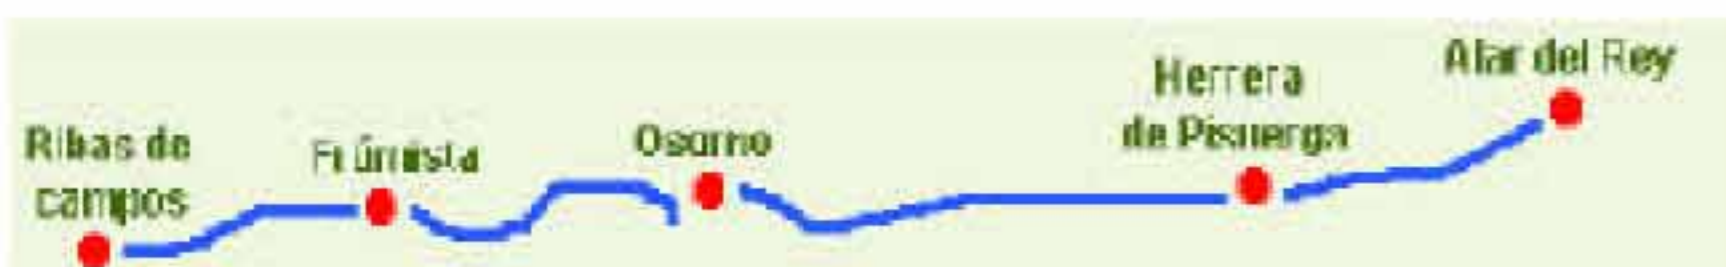 Ribas de
campos
Frómista
Osorno
Herrera
de Pisuerga
Alar del Rey